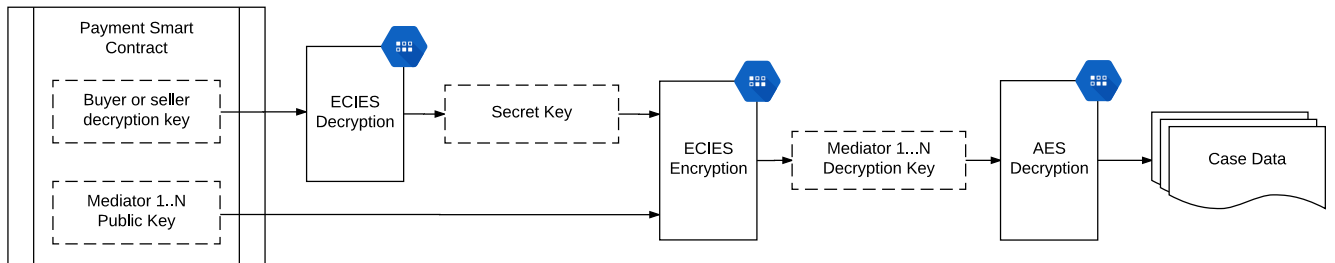 Payment Smart
Contract
Buyer or seller
decryption key
Mediator 1..N
Public Key
ECIES
Decryption
Secret Key
ECIES
Encryption
Mediator 1...N
Decryption Key
AES
Decryption
Case Data